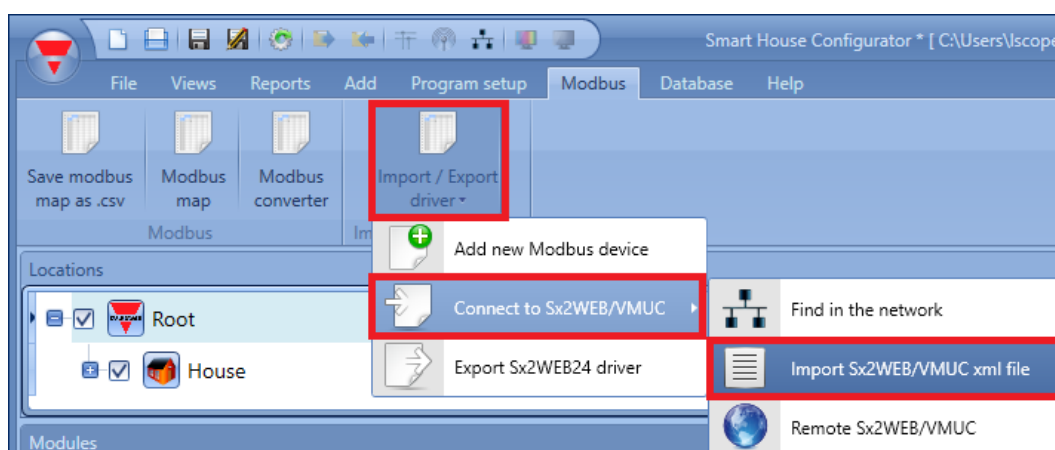 Smart House Configurator * [ C:\Users\lscope
File Views Reports Add Program setup Modbus Database Help
Save modbus map as .csv
Modbus map
Modbus converter
Import / Export driver
Modbus
Im
Add new Modbus device
Locations
Connect to Sx2WEB/VMUC
Find in the network
Root
Export Sx2WEB24 driver
Import Sx2WEB/VMUC xml file
House
Remote Sx2WEB/VMUC
Modules